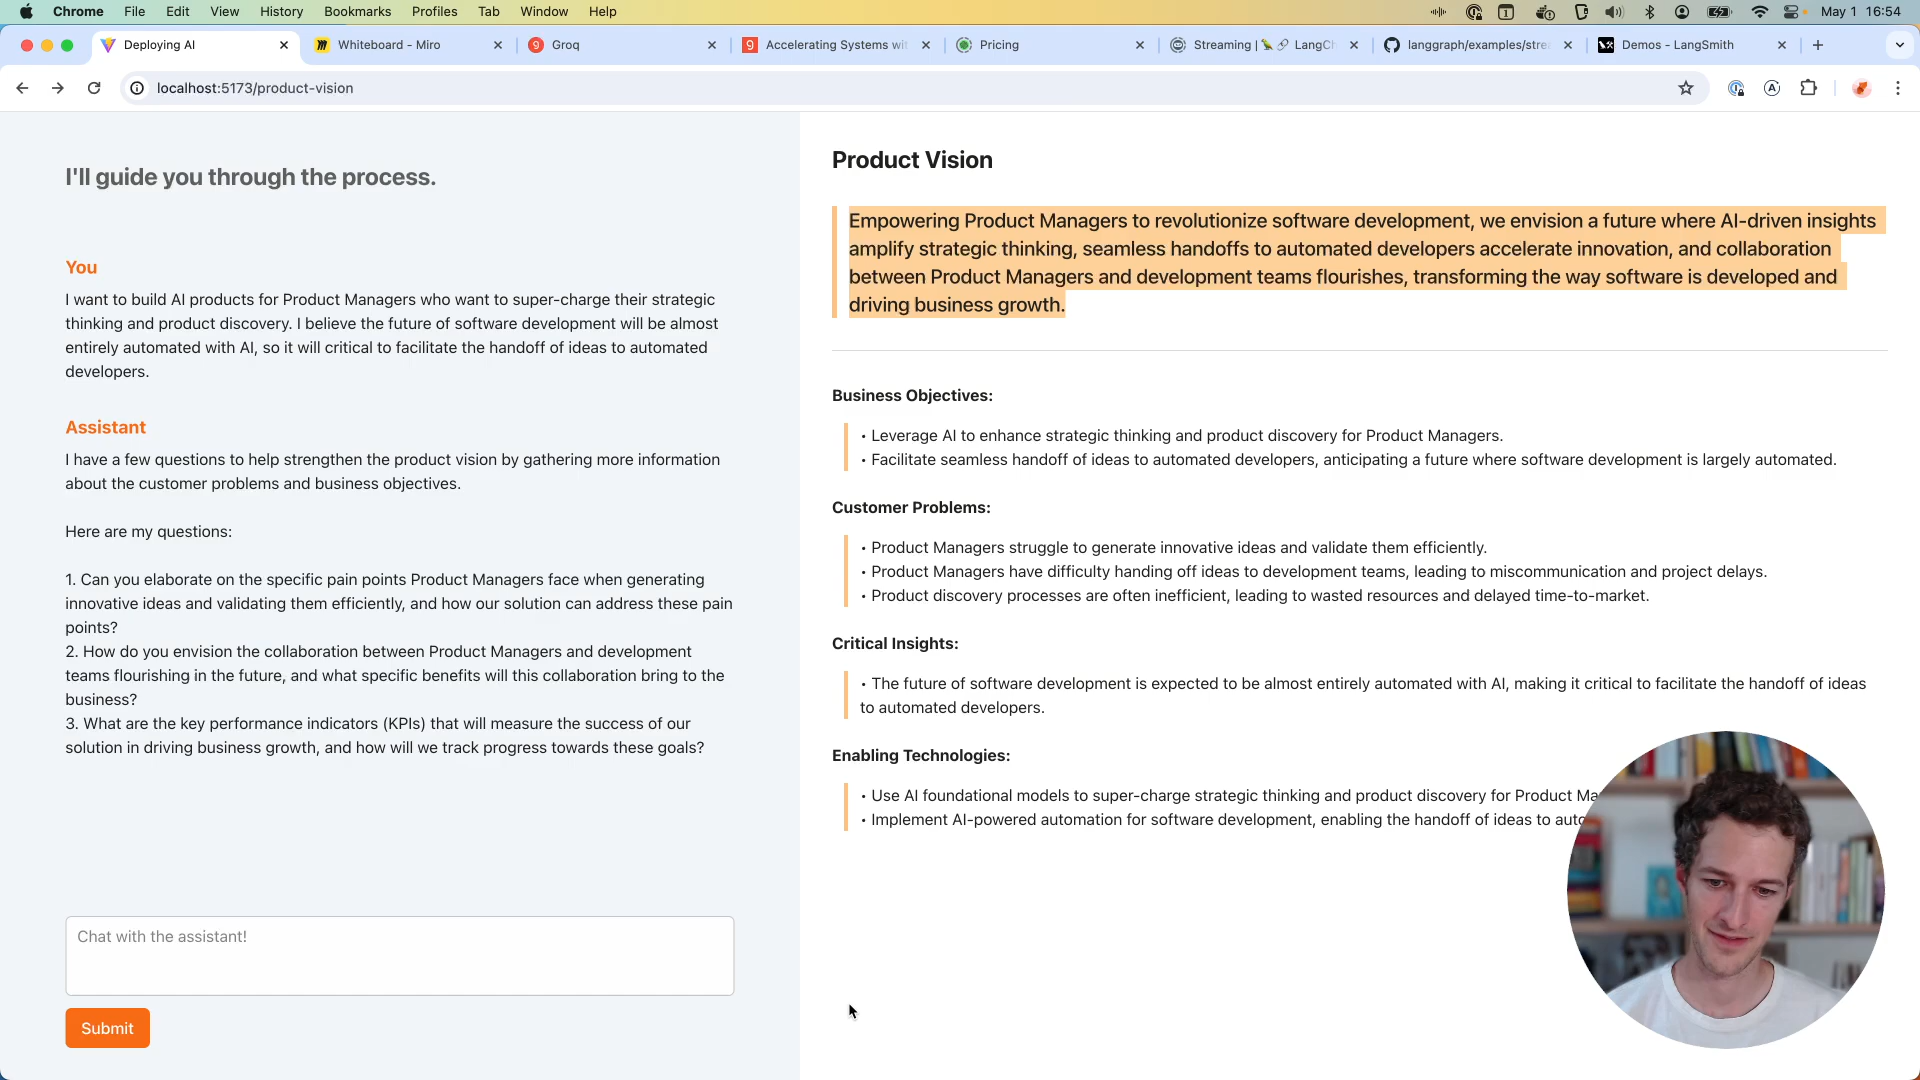 Chrome File Edit View History Bookmarks Profiles Tab Window Help
May 1 16:54
Deploying AI
Whiteboard - Miro
Groq
Accelerating Systems wit
Pricing
Streaming | LangCh
langgraph/examples/strea
Demos - LangSmith
localhost:5173/product-vision
I'll guide you through the process.
You
I want to build AI products for Product Managers who want to super-charge their strategic
thinking and product discovery. I believe the future of software development will be almost
entirely automated with AI, so it will critical to facilitate the handoff of ideas to automated
developers.
Assistant
I have a few questions to help strengthen the product vision by gathering more information
about the customer problems and business objectives.
Here are my questions:
1. Can you elaborate on the specific pain points Product Managers face when generating
innovative ideas and validating them efficiently, and how our solution can address these pain
points?
2. How do you envision the collaboration between Product Managers and development
teams flourishing in the future, and what specific benefits will this collaboration bring to the
business?
3. What are the key performance indicators (KPIs) that will measure the success of our
solution in driving business growth, and how will we track progress towards these goals?
Chat with the assistant!
Submit
Product Vision
Empowering Product Managers to revolutionize software development, we envision a future where AI-driven insights
amplify strategic thinking, seamless handoffs to automated developers accelerate innovation, and collaboration
between Product Managers and development teams flourishes, transforming the way software is developed and
driving business growth.
Business Objectives:
• Leverage AI to enhance strategic thinking and product discovery for Product Managers.
• Facilitate seamless handoff of ideas to automated developers, anticipating a future where software development is largely automated.
Customer Problems:
• Product Managers struggle to generate innovative ideas and validate them efficiently.
• Product Managers have difficulty handing off ideas to development teams, leading to miscommunication and project delays.
• Product discovery processes are often inefficient, leading to wasted resources and delayed time-to-market.
Critical Insights:
• The future of software development is expected to be almost entirely automated with AI, making it critical to facilitate the handoff of ideas
to automated developers.
Enabling Technologies:
• Use AI foundational models to super-charge strategic thinking and product discovery for Product Ma
• Implement AI-powered automation for software development, enabling the handoff of ideas to auto